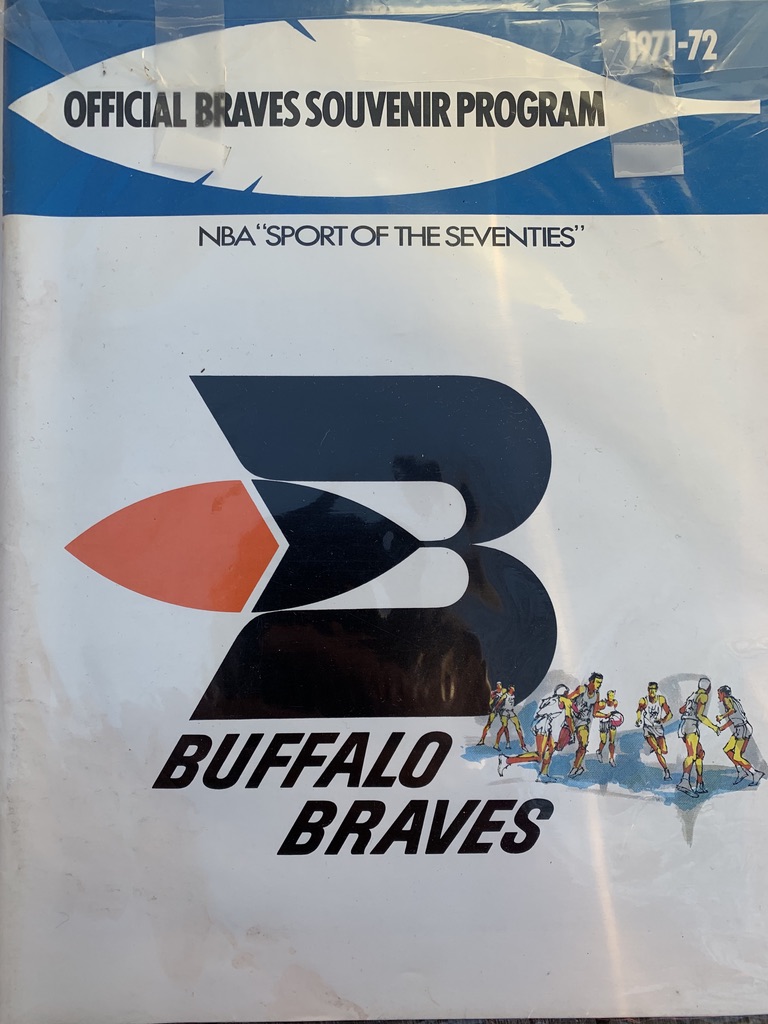 1971-72
OFFICIAL BRAVES SOUVENIR PROGRAM
NBA “SPORT OF THE SEVENTIES”
BUFFALO
BRAVES